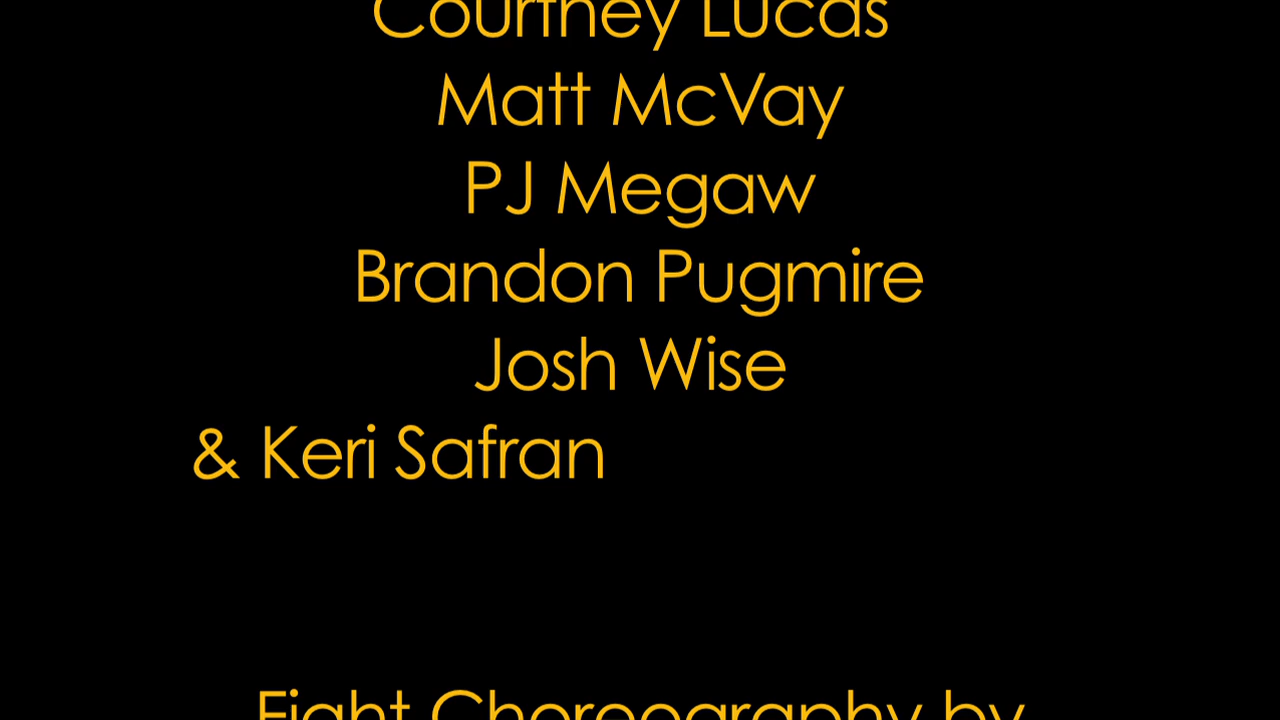 Courtney Lucas
Matt McVay
PJ Megaw
Brandon Pugmire
Josh Wise
& Keri Safran
Fight Choreography by